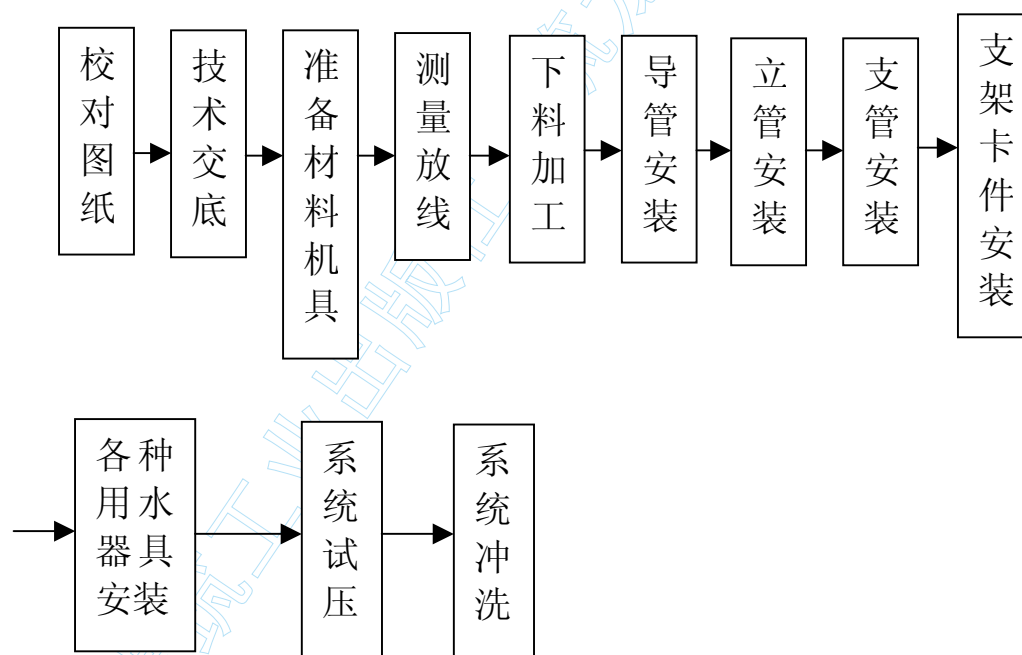 校对图纸
技术交底
准备材料机具
测量放线
下料加工
导管安装
立管安装
支管安装
支架卡件安装
各种
用水
器具
安装
系统试压
系统冲洗